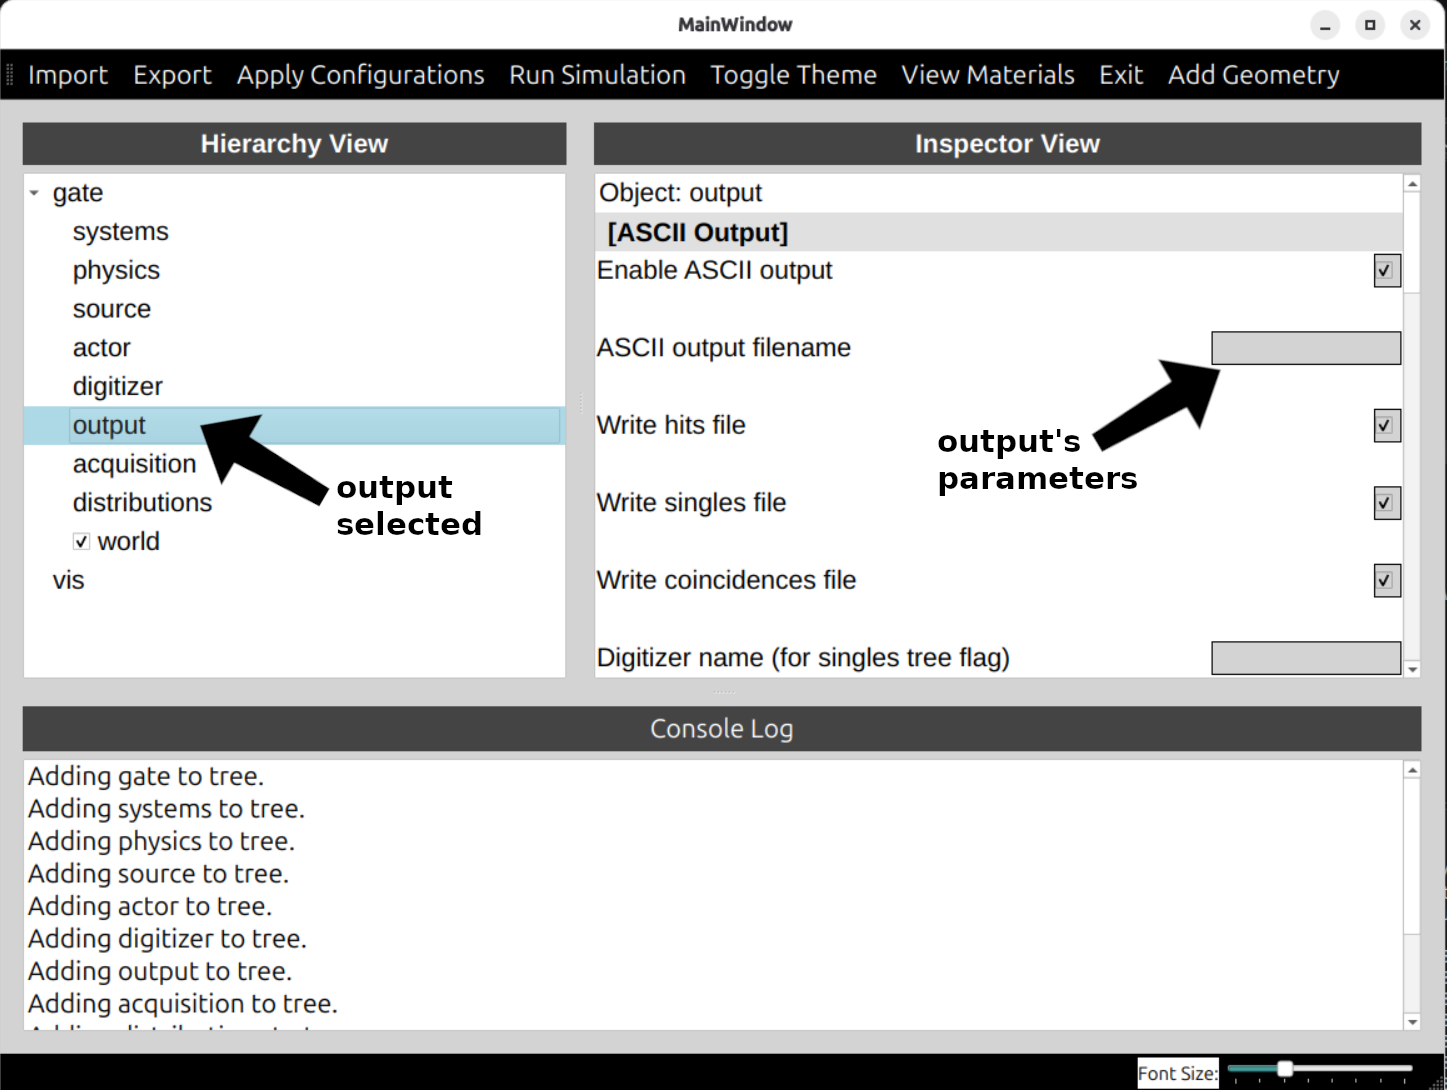 MainWindow
Import Export Apply Configurations Run Simulation Toggle Theme View Materials Exit Add Geometry
Hierarchy View
gate
systems
physics
source
actor
digitizer
output
acquisition
distributions
world
vis
output
selected
Inspector View
Object: output
[ASCII Output]
Enable ASCII output
ASCII output filename
Write hits file
Write singles file
Write coincidences file
Digitizer name (for singles tree flag)
output's
parameters
Console Log
Adding gate to tree.
Adding systems to tree.
Adding physics to tree.
Adding source to tree.
Adding actor to tree.
Adding digitizer to tree.
Adding output to tree.
Adding acquisition to tree.
Font Size: